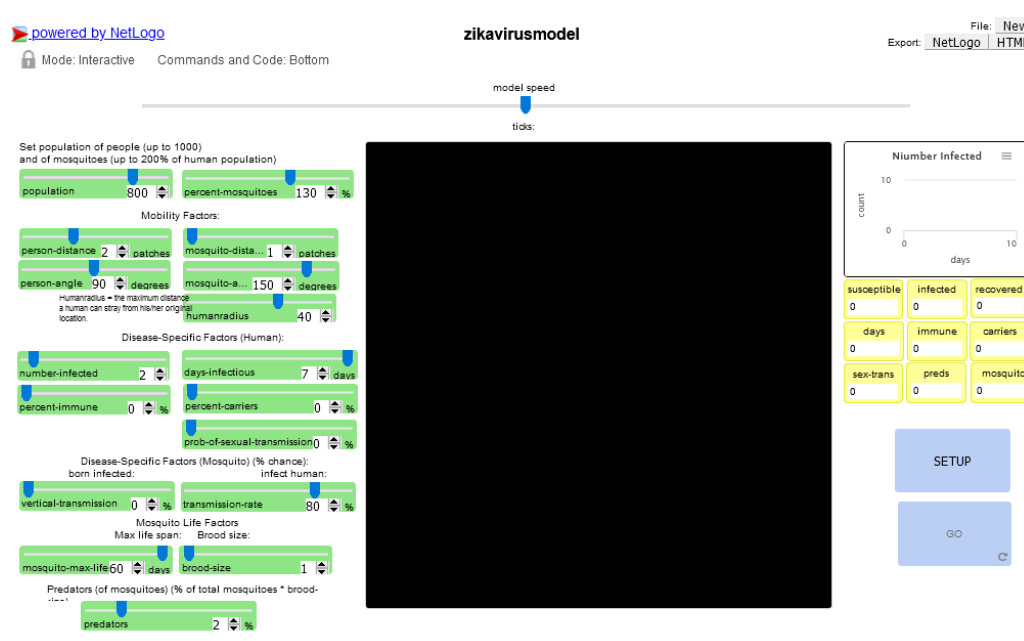 powered by NetLogo
zikavirusmodel
File: New
Export: NetLogo HTM
Mode: Interactive Commands and Code: Bottom
model speed
ticks:
Set population of people (up to 1000)
and of mosquitoes (up to 200% of human population)
population 800
percent-mosquitoes 130 %
Mobility Factors:
person-distance 2 patches
mosquito-dista... 1 patches
person-angle 90 degrees
mosquito-a... 150 degrees
Humanradius = the maximum distance
a human can stray from his/her original
location.
humanradius 40
Disease-Specific Factors (Human):
number-infected 2
days-infectious 7 days
percent-immune 0 %
percent-carriers 0 %
prob-of-sexual-transmission 0 %
Disease-Specific Factors (Mosquito) (% chance):
born infected: infect human:
vertical-transmission 0 %
transmission-rate 80 %
Mosquito Life Factors
Max life span: Brood size:
mosquito-max-life 60 days
brood-size 1
Predators (of mosquitoes) (% of total mosquitoes * brood-
predators 2 %
Niumber Infected
10
count
0
0 10
days
susceptible infected recovered
0 0 0
days immune carriers
0 0 0
sex-trans preds mosquito
0 0 0
SETUP
GO